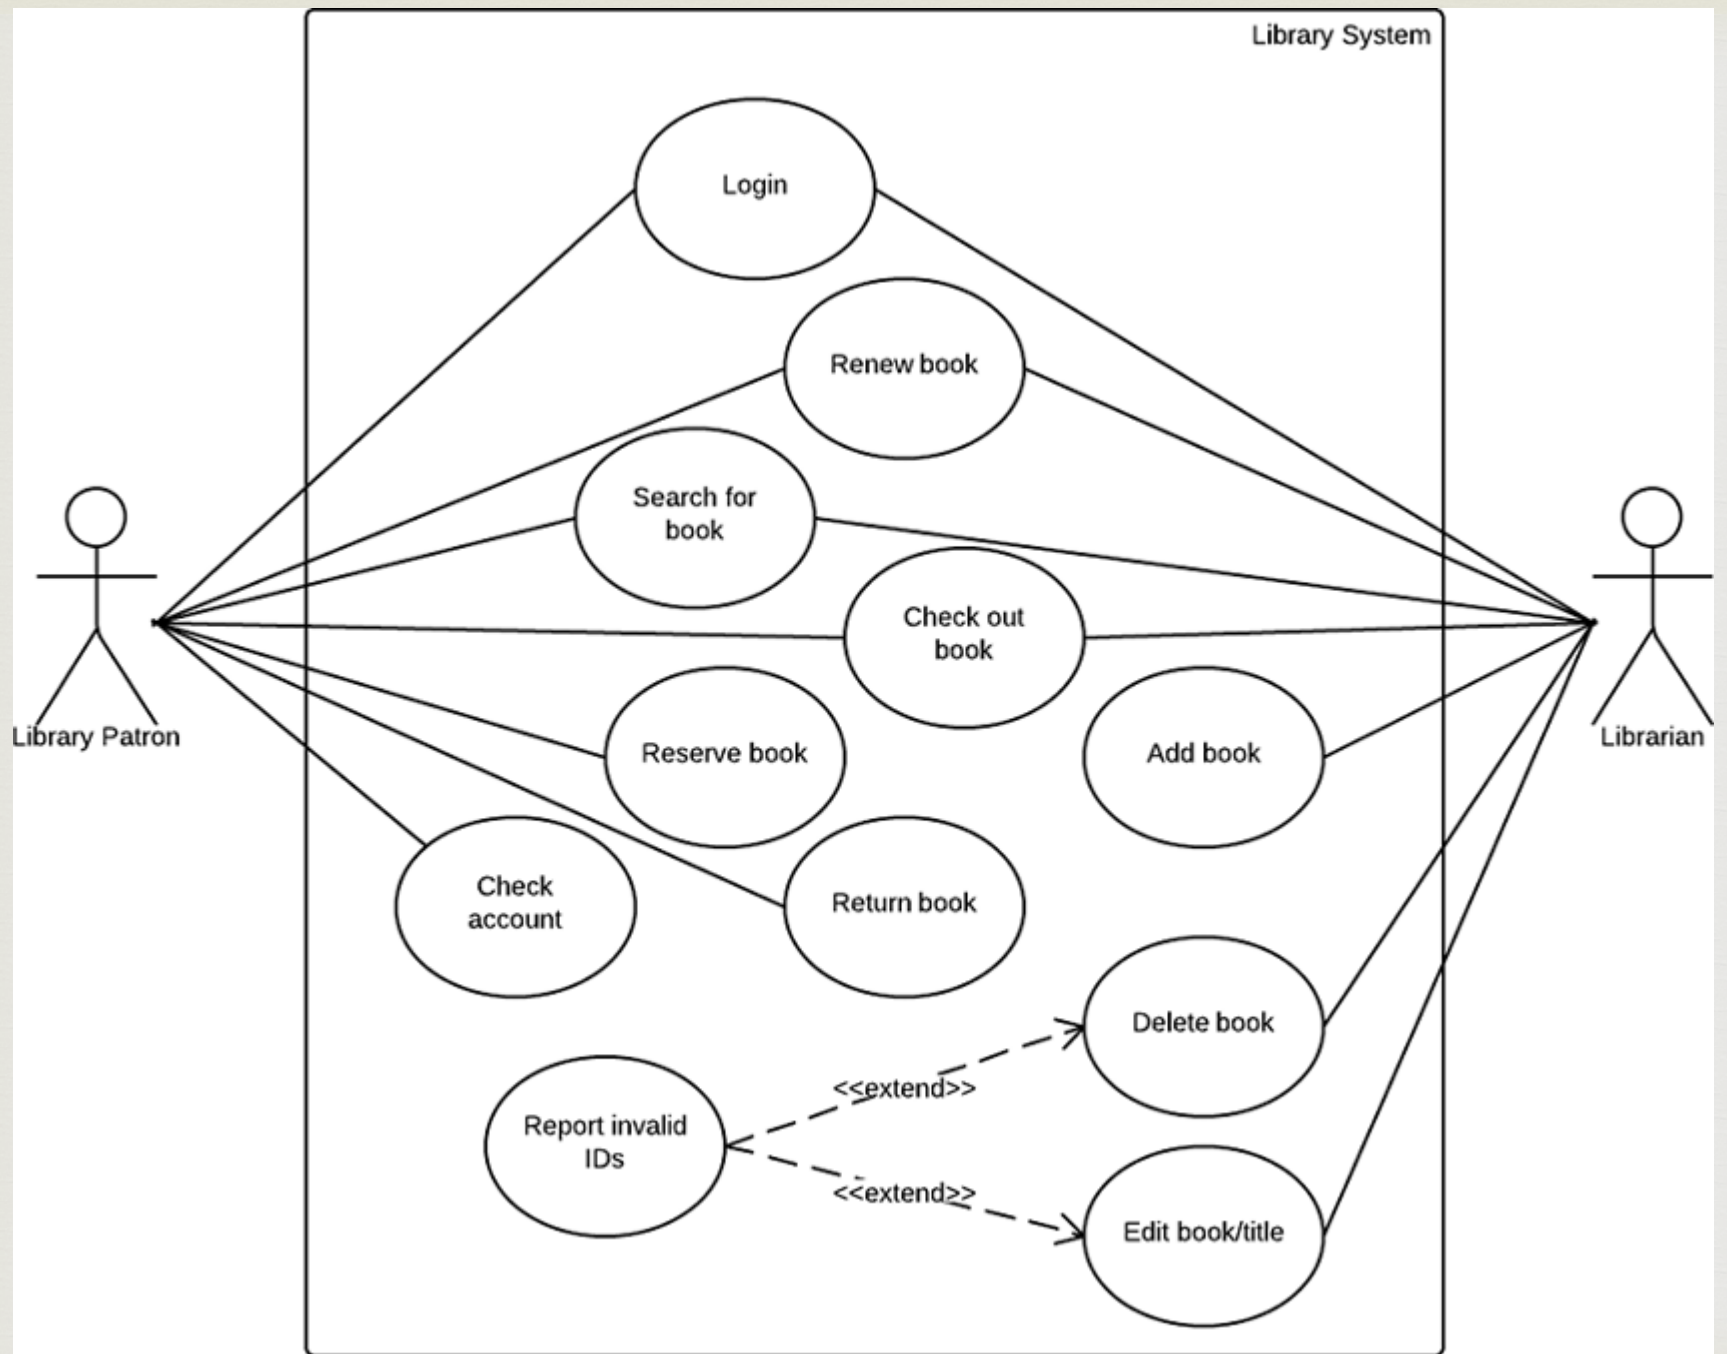 Library System
Login
Renew book
Search for
book
Check out
book
Library Patron
Librarian
Reserve book
Add book
Check
account
Return book
Delete book
<<extend>>
Report invalid
IDs
<<extend>>
Edit book/title